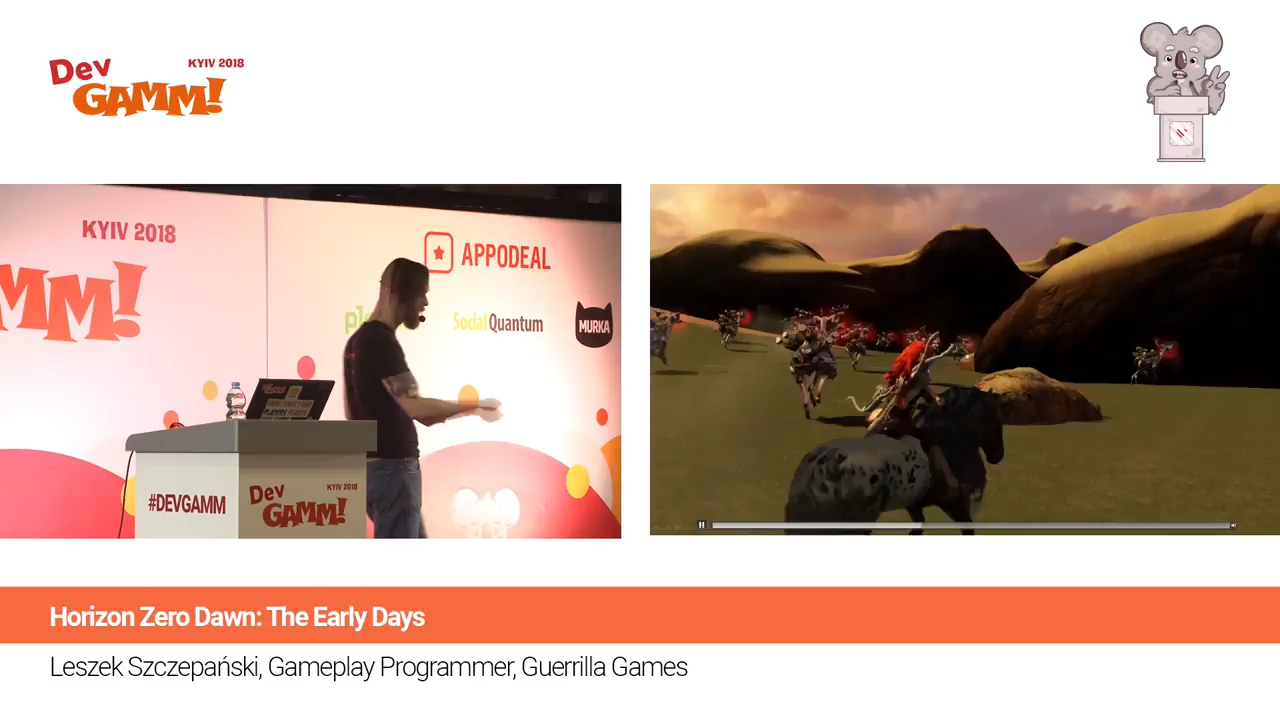 Dev
GAMM!
KYIV 2018
KYIV 2018
MM!
APPODEAL
Social Quantum
MURKA
#DEVGAMM
Dev
GAMM!
KYIV 2018
Horizon Zero Dawn: The Early Days
Leszek Szczepański, Gameplay Programmer, Guerrilla Games